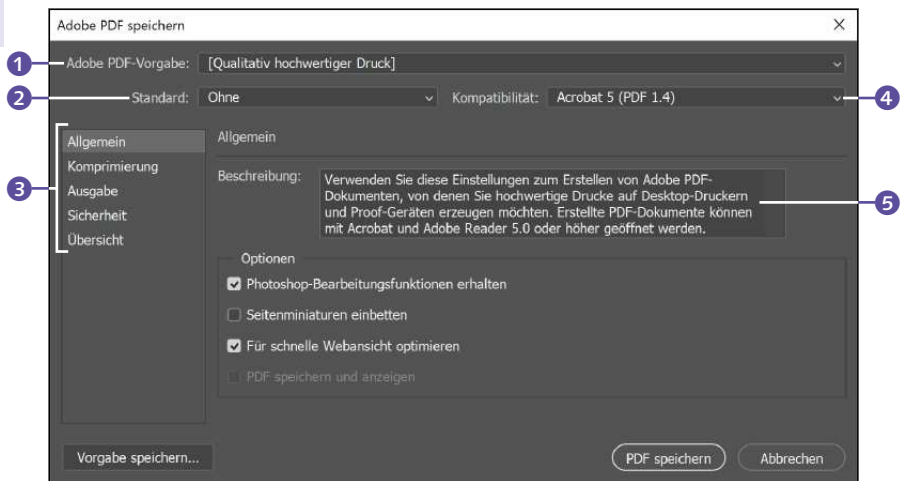 Adobe PDF speichern
1 Adobe PDF-Vorgabe: [Qualitativ hochwertiger Druck]
2 Standard: Ohne Kompatibilität: Acrobat 5 (PDF 1.4) 4
3
Allgemein
Komprimierung
Ausgabe
Sicherheit
Übersicht
Allgemein
Beschreibung: Verwenden Sie diese Einstellungen zum Erstellen von Adobe PDF-
Dokumenten, von denen Sie hochwertige Drucke auf Desktop-Druckern
und Proof-Geräten erzeugen möchten. Erstellte PDF-Dokumente können
mit Acrobat und Adobe Reader 5.0 oder höher geöffnet werden.
5
Optionen
Photoshop-Bearbeitungsfunktionen erhalten
Seitenminiaturen einbetten
Für schnelle Webansicht optimieren
PDF speichern und anzeigen
Vorgabe speichern... PDF speichern Abbrechen